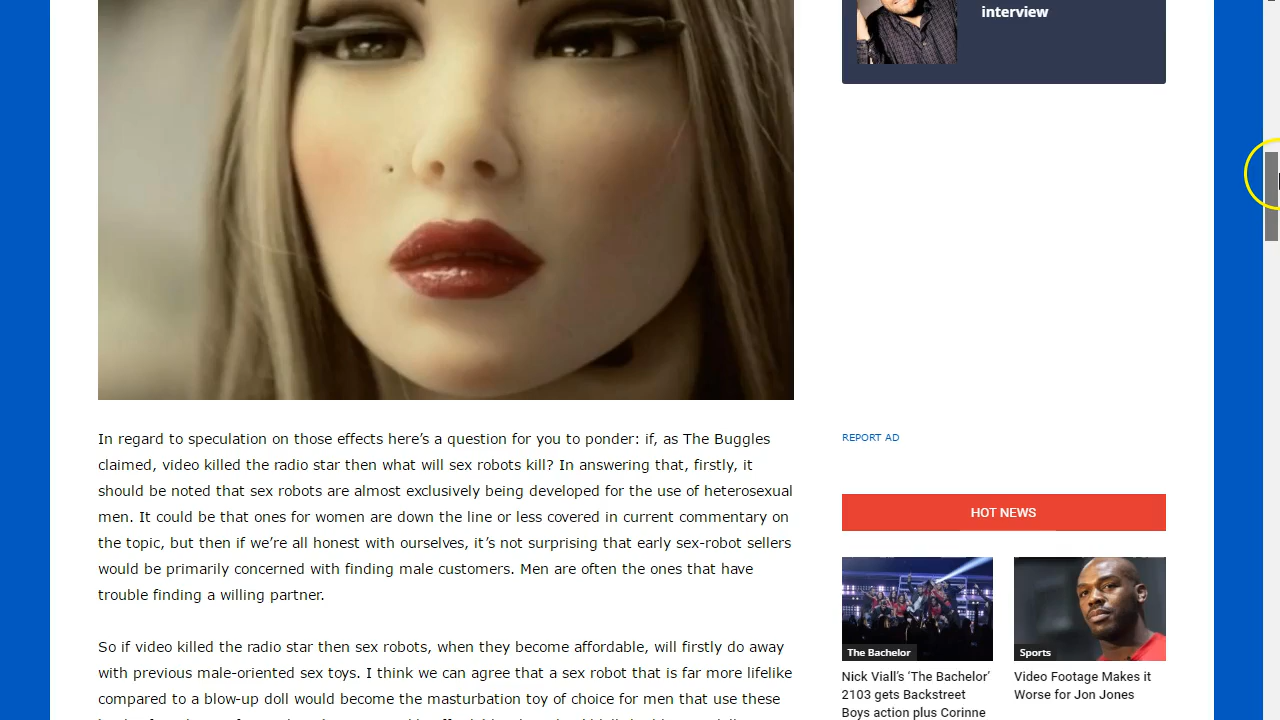 interview
In regard to speculation on those effects here’s a question for you to ponder: if, as The Buggles
claimed, video killed the radio star then what will sex robots kill? In answering that, firstly, it
should be noted that sex robots are almost exclusively being developed for the use of heterosexual
men. It could be that ones for women are down the line or less covered in current commentary on
the topic, but then if we’re all honest with ourselves, it’s not surprising that early sex-robot sellers
would be primarily concerned with finding male customers. Men are often the ones that have
trouble finding a willing partner.
So if video killed the radio star then sex robots, when they become affordable, will firstly do away
with previous male-oriented sex toys. I think we can agree that a sex robot that is far more lifelike
compared to a blow-up doll would become the masturbation toy of choice for men that use these
REPORT AD
HOT NEWS
The Bachelor
Nick Viall’s ‘The Bachelor’
2103 gets Backstreet
Boys action plus Corinne
Sports
Video Footage Makes it
Worse for Jon Jones